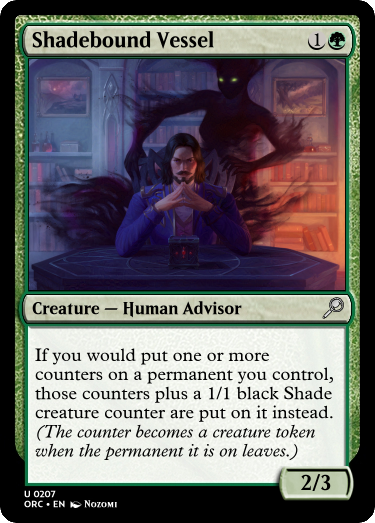 Shadebound Vessel 1
Creature — Human Advisor
If you would put one or more
counters on a permanent you control,
those counters plus a 1/1 black Shade
creature counter are put on it instead.
(The counter becomes a creature token
when the permanent it is on leaves.)
2/3
U 0207
ORC • EN Nozomi